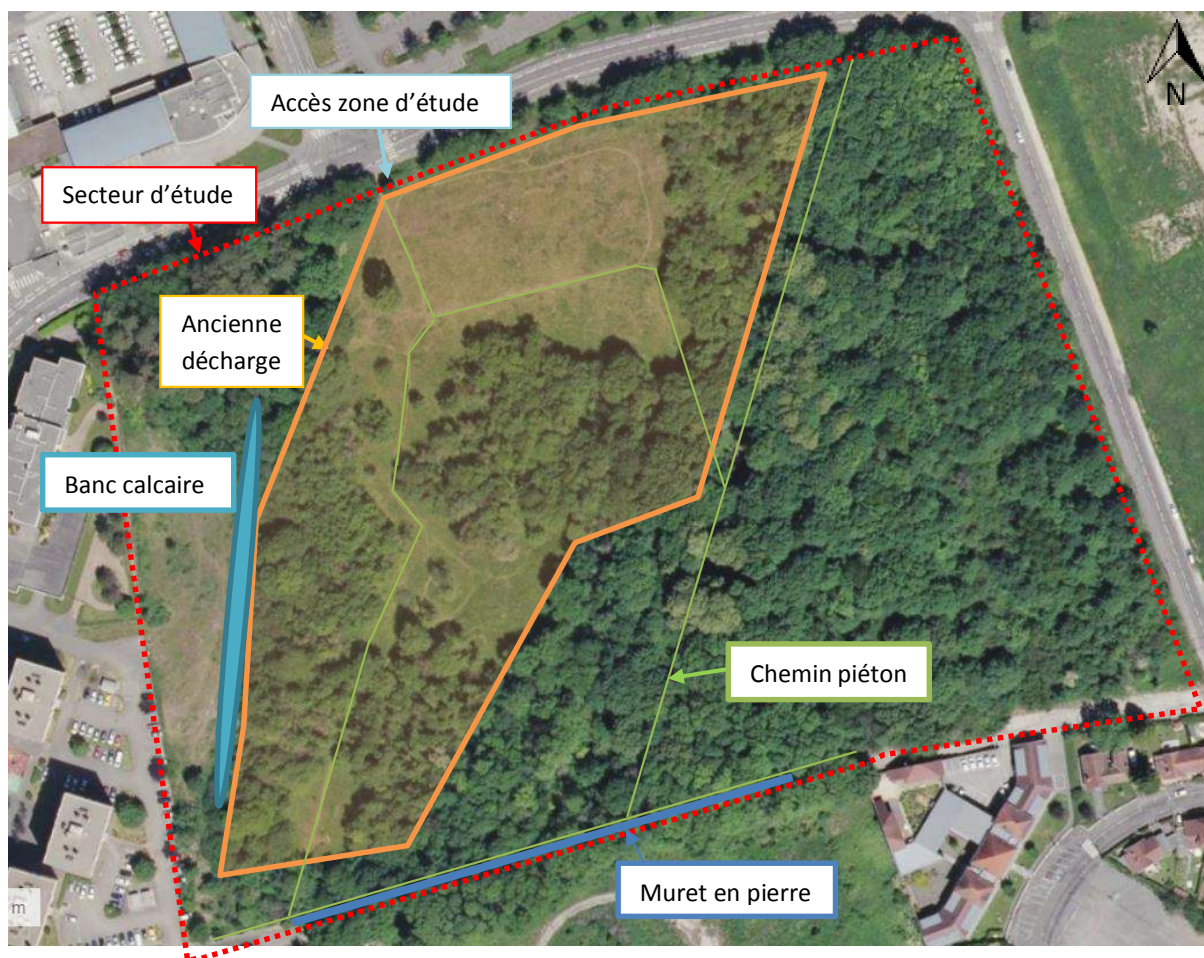 N
Accès zone d'étude
Secteur d'étude
Ancienne
décharge
Banc calcaire
Chemin piéton
Muret en pierre
m